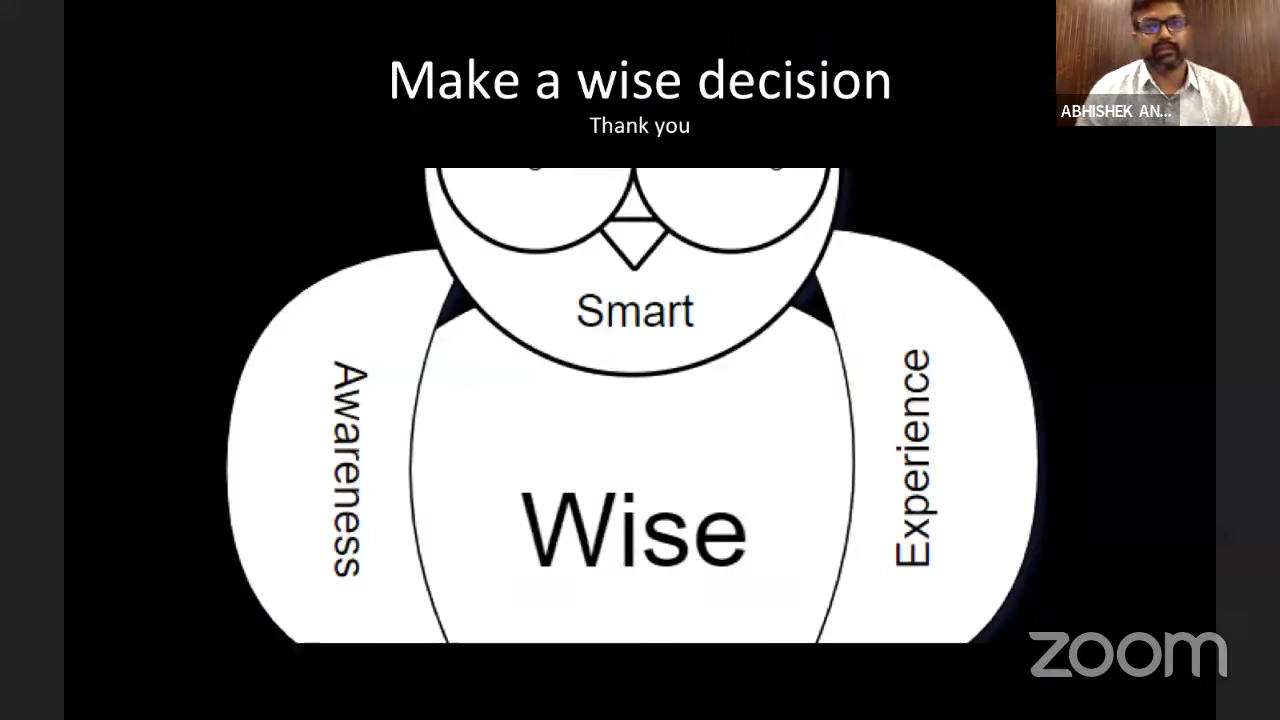 Make a wise decision
Thank you
ABHISHEK AN...
Smart
Awareness
Experience
Wise
zoom